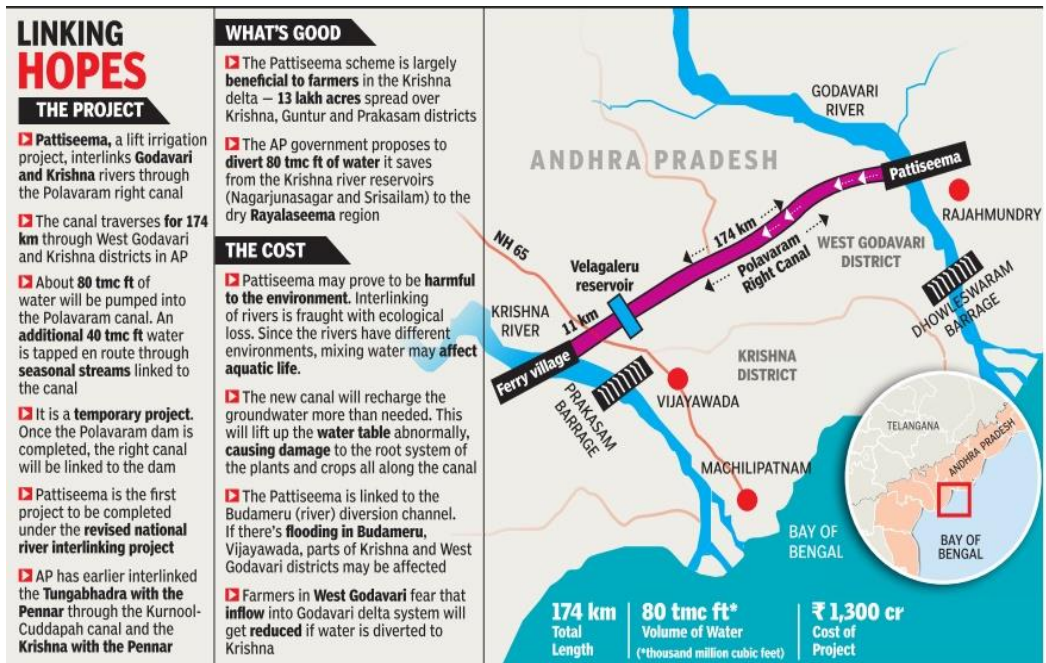 LINKING
HOPES
THE PROJECT
Pattiseema, a lift irrigation
project, interlinks Godavari
and Krishna rivers through
the Polavaram right canal
The canal traverses for 174
km through West Godavari
and Krishna districts in AP
About 80 tmc ft of
water will be pumped into
the Polavaram canal. An
additional 40 tmc ft water
is tapped en route through
seasonal streams linked to
the canal
It is a temporary project.
Once the Polavaram dam is
completed, the right canal
will be linked to the dam
Pattiseema is the first
project to be completed
under the revised national
river interlinking project
AP has earlier interlinked
the Tungabhadra with the
Pennar through the Kurnool-
Cuddapah canal and the
Krishna with the Pennar
WHAT'S GOOD
The Pattiseema scheme is largely
beneficial to farmers in the Krishna
delta — 13 lakh acres spread over
Krishna, Guntur and Prakasam districts
The AP government proposes to
divert 80 tmc ft of water it saves
from the Krishna river reservoirs
(Nagarjunasagar and Srisailam) to the
dry Rayalaseema region
THE COST
Pattiseema may prove to be harmful
to the environment. Interlinking
of rivers is fraught with ecological
loss. Since the rivers have different
environments, mixing water may affect
aquatic life.
The new canal will recharge the
groundwater more than needed. This
will lift up the water table abnormally,
causing damage to the root system of
the plants and crops all along the canal
The Pattiseema is linked to the
Budameru (river) diversion channel.
If there's flooding in Budameru,
Vijayawada, parts of Krishna and West
Godavari districts may be affected
Farmers in West Godavari fear that
inflow into Godavari delta system will
get reduced if water is diverted to
Krishna
GODAVARI
RIVER
ANDHRA PRADESH
Pattiseema
RAJAHMUNDRY
174 km
Polavaram
Right Canal
WEST GODAVARI
DISTRICT
NH 65
Velagaleru
reservoir
DHOWLESWARAM
BARRAGE
KRISHNA
RIVER
11 km
Ferry village
KRISHNA
DISTRICT
PRAKASAM
BARRAGE
VIJAYAWADA
MACHILIPATNAM
BAY OF
BENGAL
TELANGANA
ANDHRA PRADESH
BAY OF
BENGAL
174 km
Total
Length
80 tmc ft*
Volume of Water
(*thousand million cubic feet)
₹ 1,300 cr
Cost of
Project